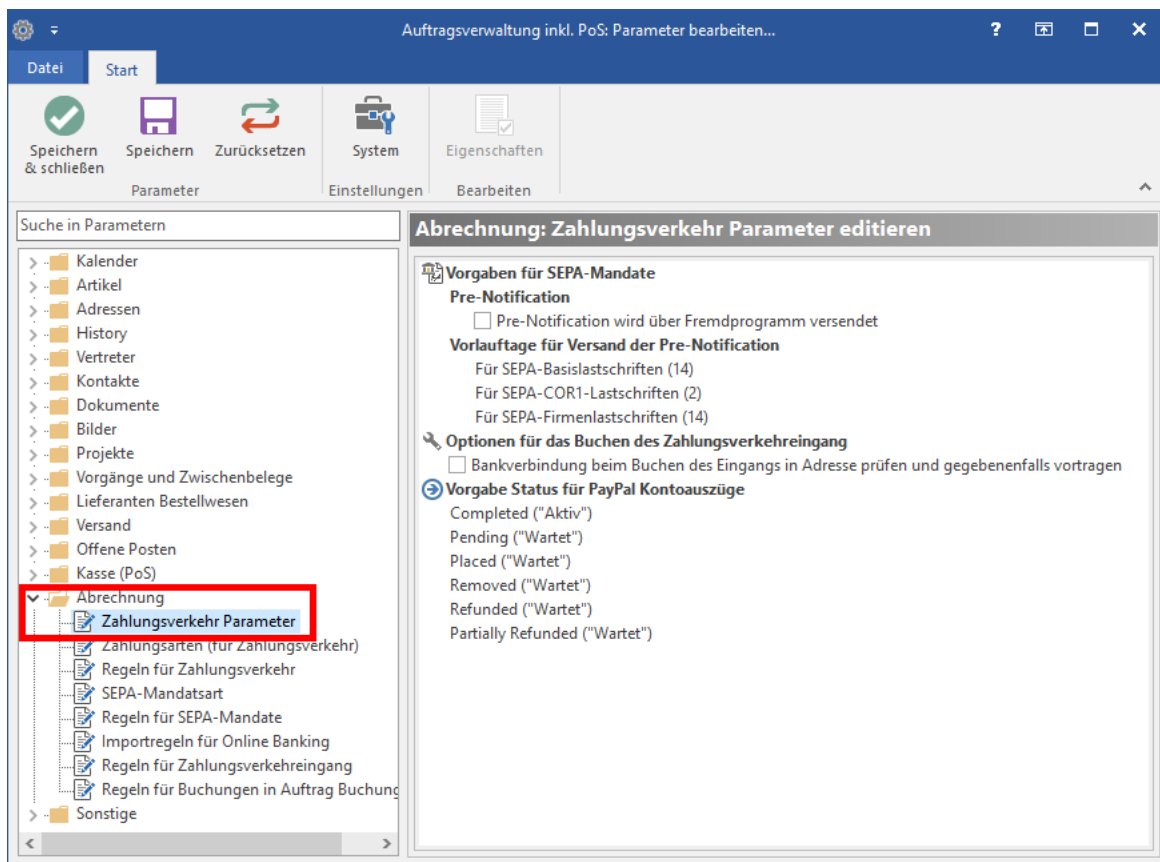 Auftragsverwaltung inkl. PoS: Parameter bearbeiten...
?
Datei
Start
Speichern & schließen
Speichern
Zurücksetzen
System
Eigenschaften
Parameter
Einstellungen
Bearbeiten
Suche in Parametern
Kalender
Artikel
Adressen
History
Vertreter
Kontakte
Dokumente
Bilder
Projekte
Vorgänge und Zwischenbelege
Lieferanten Bestellwesen
Versand
Offene Posten
Kasse (PoS)
Abrechnung
Zahlungsverkehr Parameter
Zahlungsarten (für Zahlungsverkehr)
Regeln für Zahlungsverkehr
SEPA-Mandatsart
Regeln für SEPA-Mandate
Importregeln für Online Banking
Regeln für Zahlungsverkehreingang
Regeln für Buchungen in Auftrag Buchung
Sonstige
Abrechnung: Zahlungsverkehr Parameter editieren
Vorgaben für SEPA-Mandate
Pre-Notification
Pre-Notification wird über Fremdprogramm versendet
Vorlauftage für Versand der Pre-Notification
Für SEPA-Basislastschriften (14)
Für SEPA-COR1-Lastschriften (2)
Für SEPA-Firmenlastschriften (14)
Optionen für das Buchen des Zahlungsverkehreingang
Bankverbindung beim Buchen des Eingangs in Adresse prüfen und gegebenenfalls vortragen
Vorgabe Status für PayPal Kontoauszüge
Completed ("Aktiv")
Pending ("Wartet")
Placed ("Wartet")
Removed ("Wartet")
Refunded ("Wartet")
Partially Refunded ("Wartet")